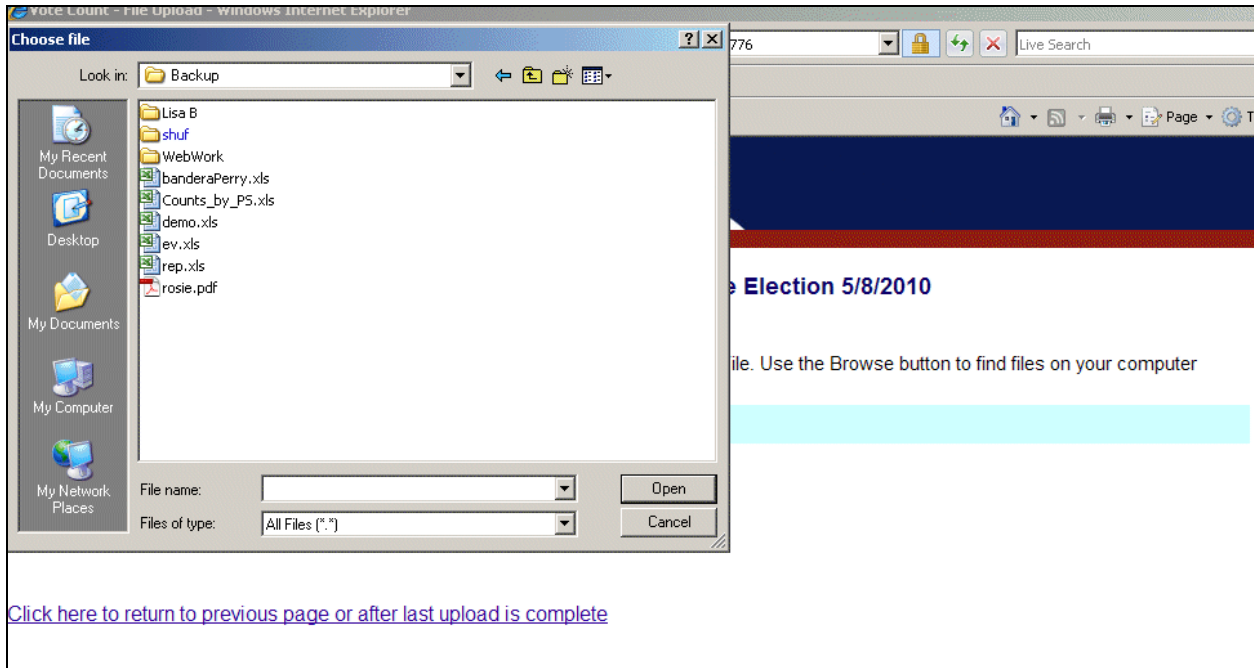 Vote Count - File Upload - Windows Internet Explorer
Choose file
776
Live Search
Look in:
Backup
Page
Lisa B
shuf
WebWork
banderaPerry.xls
Counts_by_PS.xls
demo.xls
ev.xls
rep.xls
rosie.pdf
My Recent
Documents
Desktop
My Documents
My Computer
My Network
Places
File name:
Open
Files of type:
All Files (*.*)
Cancel
Election 5/8/2010
ile. Use the Browse button to find files on your computer
Click here to return to previous page or after last upload is complete